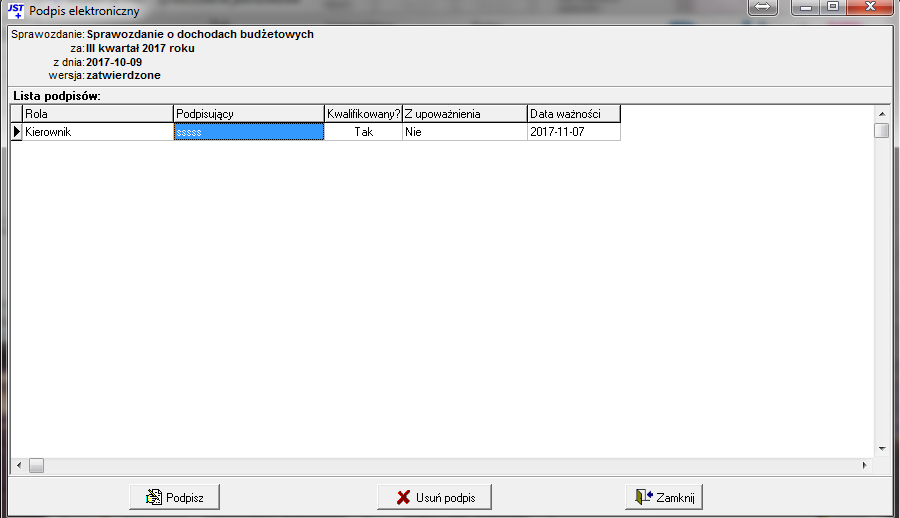 JST+ Podpis elektroniczny
Sprawozdanie: Sprawozdanie o dochodach budżetowych
za: III kwartał 2017 roku
z dnia: 2017-10-09
wersja: zatwierdzone
Lista podpisów:
Rola Podpisujący Kwalifikowany? Z upoważnienia Data ważności
Kierownik sssss Tak Nie 2017-11-07
Podpisz Usuń podpis Zamknij